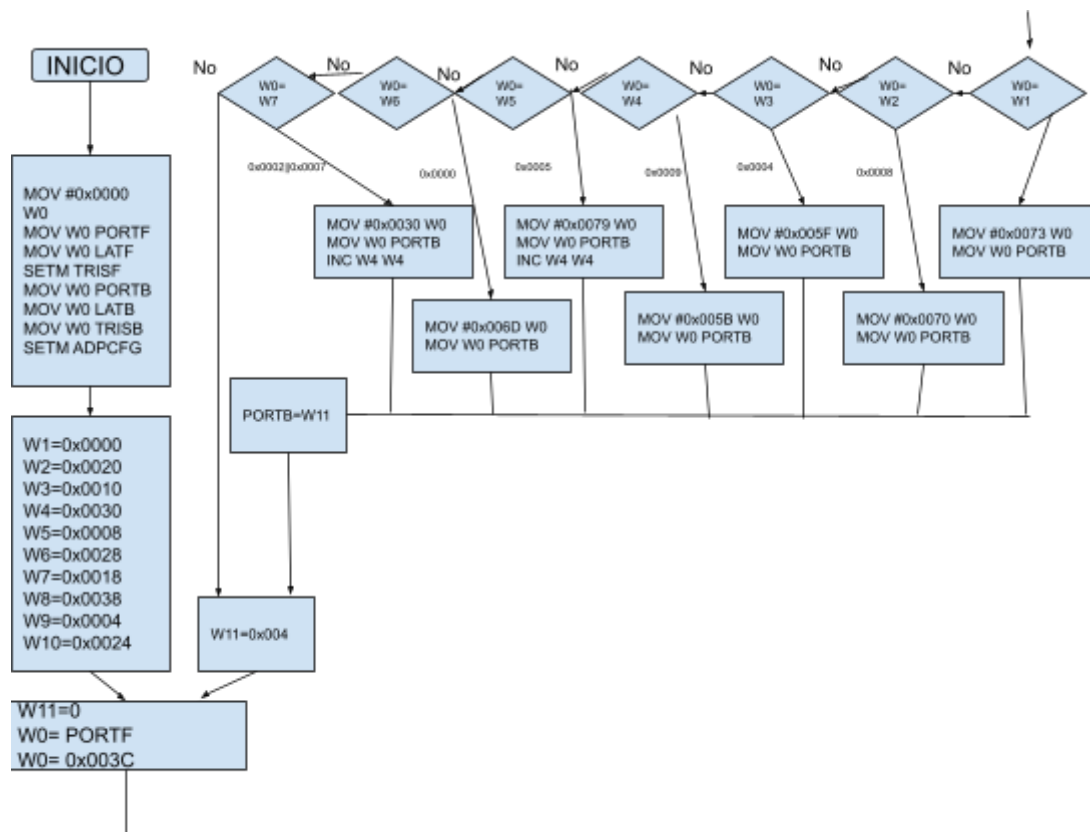 INICIO
MOV #0x0000
W0
MOV W0 PORTF
MOV W0 LATF
SETM TRISF
MOV W0 PORTB
MOV W0 LATB
MOV W0 TRISB
SETM ADPCFG
W1=0x0000
W2=0x0020
W3=0x0010
W4=0x0030
W5=0x0008
W6=0x0028
W7=0x0018
W8=0x0038
W9=0x0004
W10=0x0024
W11=0
W0= PORTF
W0= 0x003C
No
W0=
W7
No
W0=
W6
No
W0=
W5
No
W0=
W4
No
W0=
W3
No
W0=
W2
No
W0=
W1
0x0002||0x0007
0x0000
0x0005
0x0009
0x0004
0x0008
MOV #0x0030 W0
MOV W0 PORTB
INC W4 W4
MOV #0x0079 W0
MOV W0 PORTB
INC W4 W4
MOV #0x005F W0
MOV W0 PORTB
MOV #0x0073 W0
MOV W0 PORTB
MOV #0x006D W0
MOV W0 PORTB
MOV #0x005B W0
MOV W0 PORTB
MOV #0x0070 W0
MOV W0 PORTB
PORTB=W11
W11=0x004